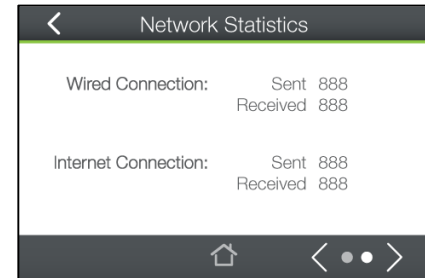 Network Statistics
Wired Connection: Sent 888
Received 888
Internet Connection: Sent 888
Received 888